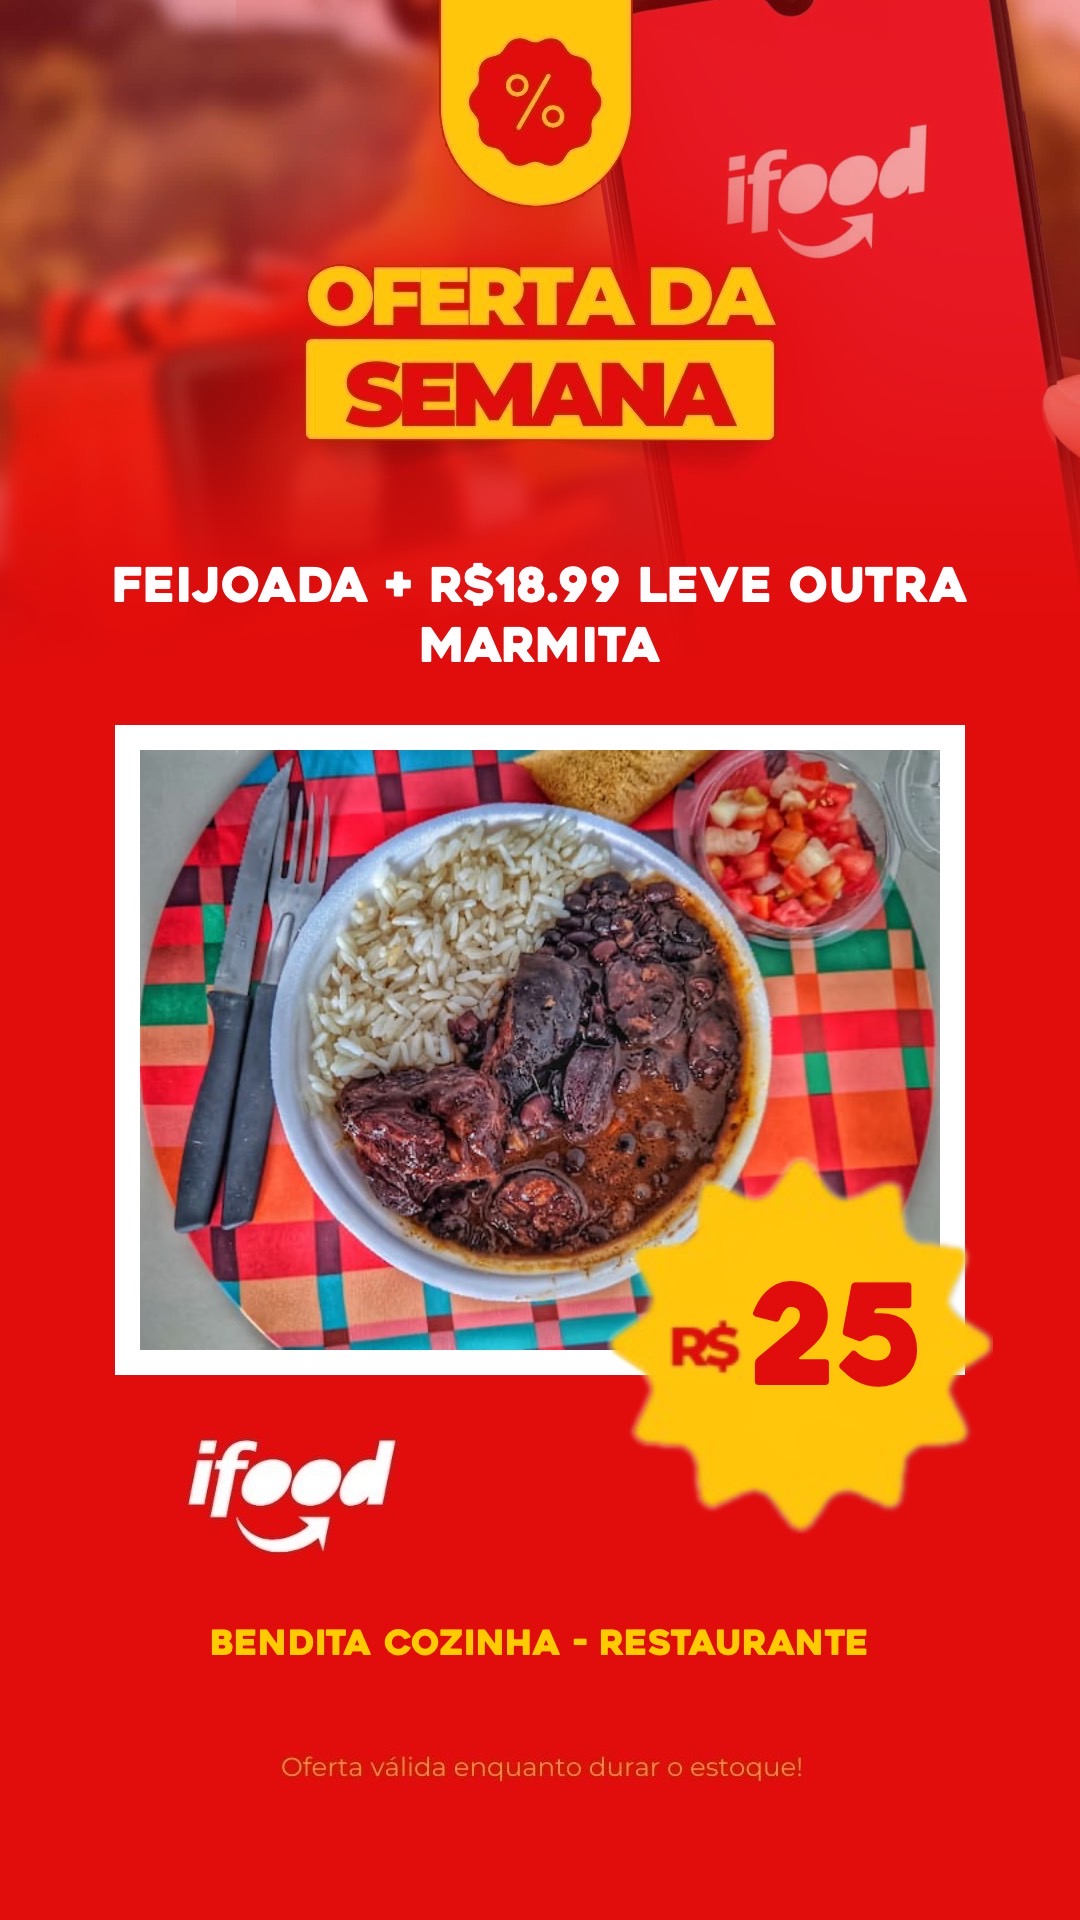 %
ifood
OFERTA DA
SEMANA
FEIJOADA + R$18.99 LEVE OUTRA
MARMITA
R$ 25
ifood
BENDITA COZINHA - RESTAURANTE
Oferta válida enquanto durar o estoque!